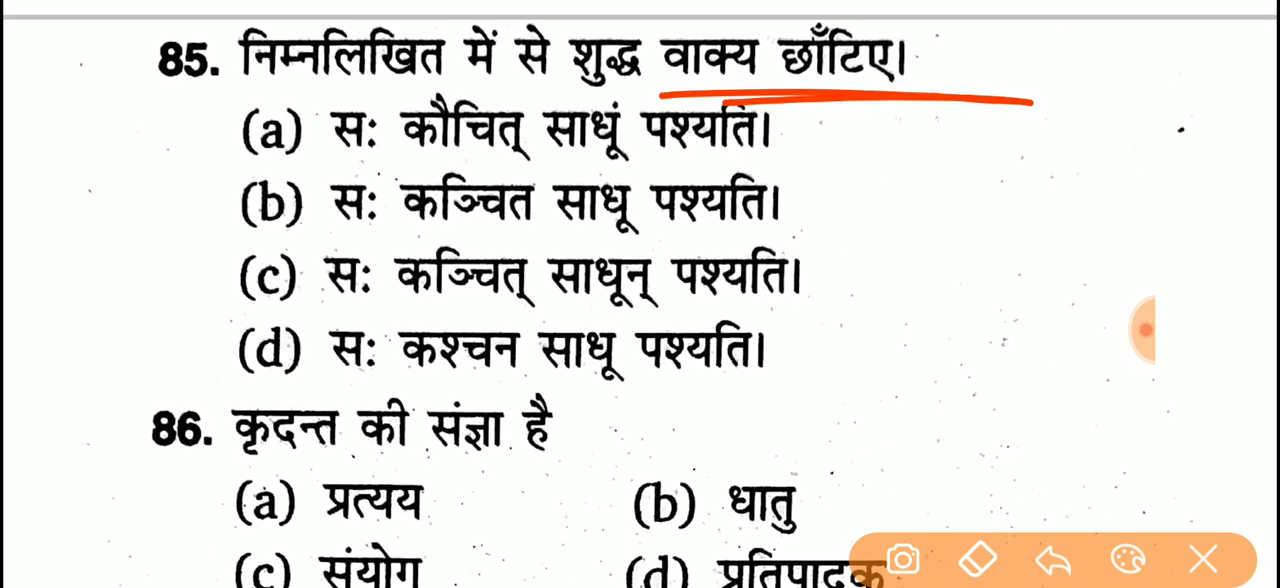 85. निम्नलिखित में से शुद्ध वाक्य छाँटिए।
(a) सः कौचित् साधूं पश्यति।
(b) सः कञ्चित साधू पश्यति।
(c) सः कञ्चित् साधून् पश्यति।
(d) सः कश्चन साधू पश्यति।
86. कृदन्त की संज्ञा है
(a) प्रत्यय (b) धातु
(c) संयोग (d) प्रतिपादक